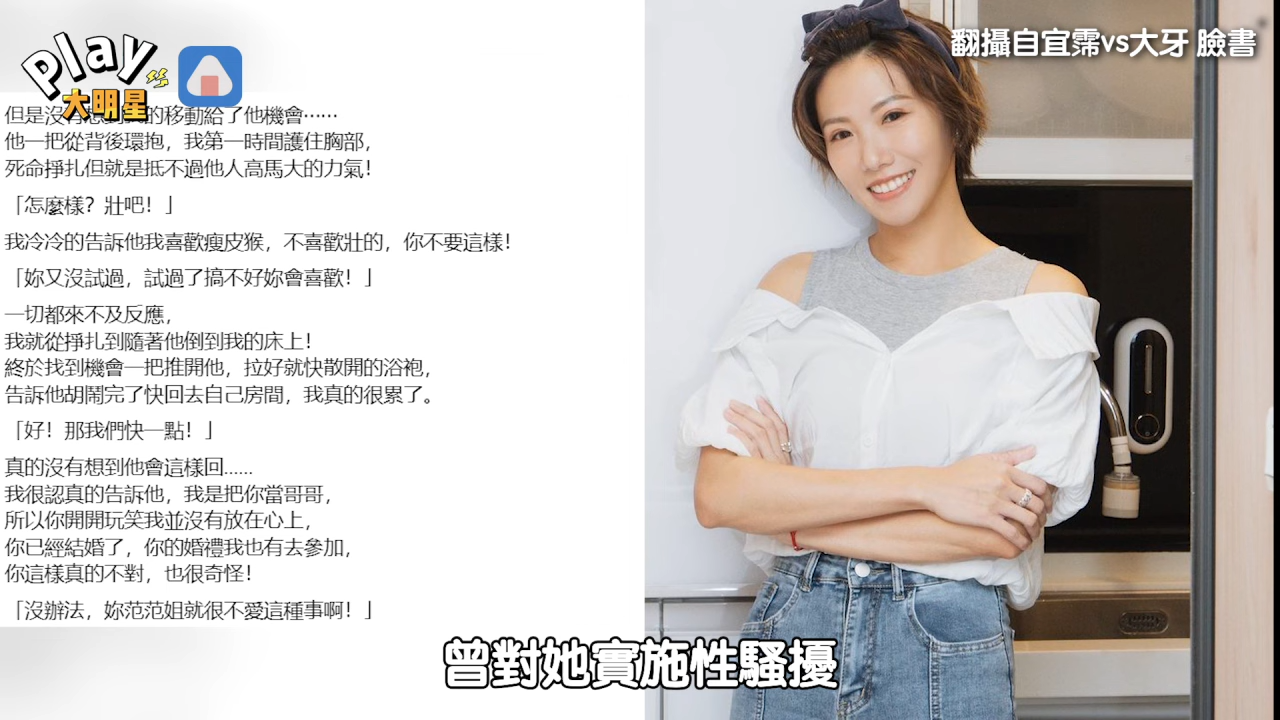 Play
大明星
翻攝自宜霈vs大牙 臉書
但是沒有想到我的移動給了他機會……
他一把從背後環抱，我第一時間護住胸部，
死命掙扎但就是抵不過他人高馬大的力氣！
「怎麼樣？壯吧！」
我冷冷的告訴他我喜歡瘦皮猴，不喜歡壯的，你不要這樣！
「妳又沒試過，試過了搞不好妳會喜歡！」
一切都來不及反應，
我就從掙扎到隨著他倒到我的床上！
終於找到機會一把推開他，拉好就快散開的浴袍，
告訴他胡鬧完了快回去自己房間，我真的很累了。
「好！那我們快一點！」
真的沒有想到他會這樣回......
我很認真的告訴他，我是把你當哥哥，
所以你開開玩笑我並沒有放在心上，
你已經結婚了，你的婚禮我也有去參加，
你這樣真的不對，也很奇怪！
「沒辦法，妳范范姐就很不愛這種事啊！」
曾對她實施性騷擾